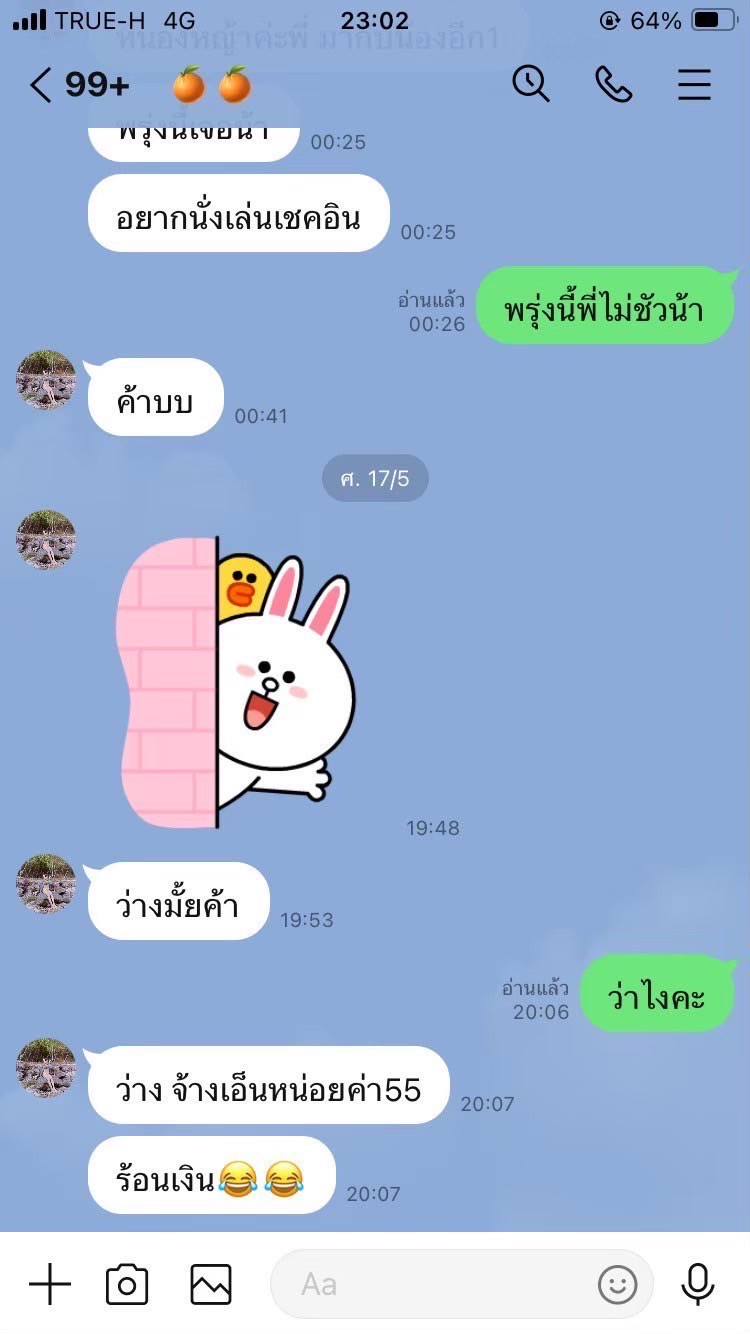 TRUE-H 4G 23:02 64%
หนองหญ้าค่ะพี่ มากับน้องอีก1
99+ 🍊🍊
พรุ่งนี้เจอน้า
00:25
อยากนั่งเล่นเชคอิน
00:25
พรุ่งนี้พี่ไม่ชัวน้า
อ่านแล้ว
00:26
ค้าบบ
00:41
ศ. 17/5
19:48
ว่างมั้ยค้า
19:53
ว่าไงคะ
อ่านแล้ว
20:06
ว่าง จ้างเอ็นหน่อยค่า55
20:07
ร้อนเงิน😂😂
20:07
Aa